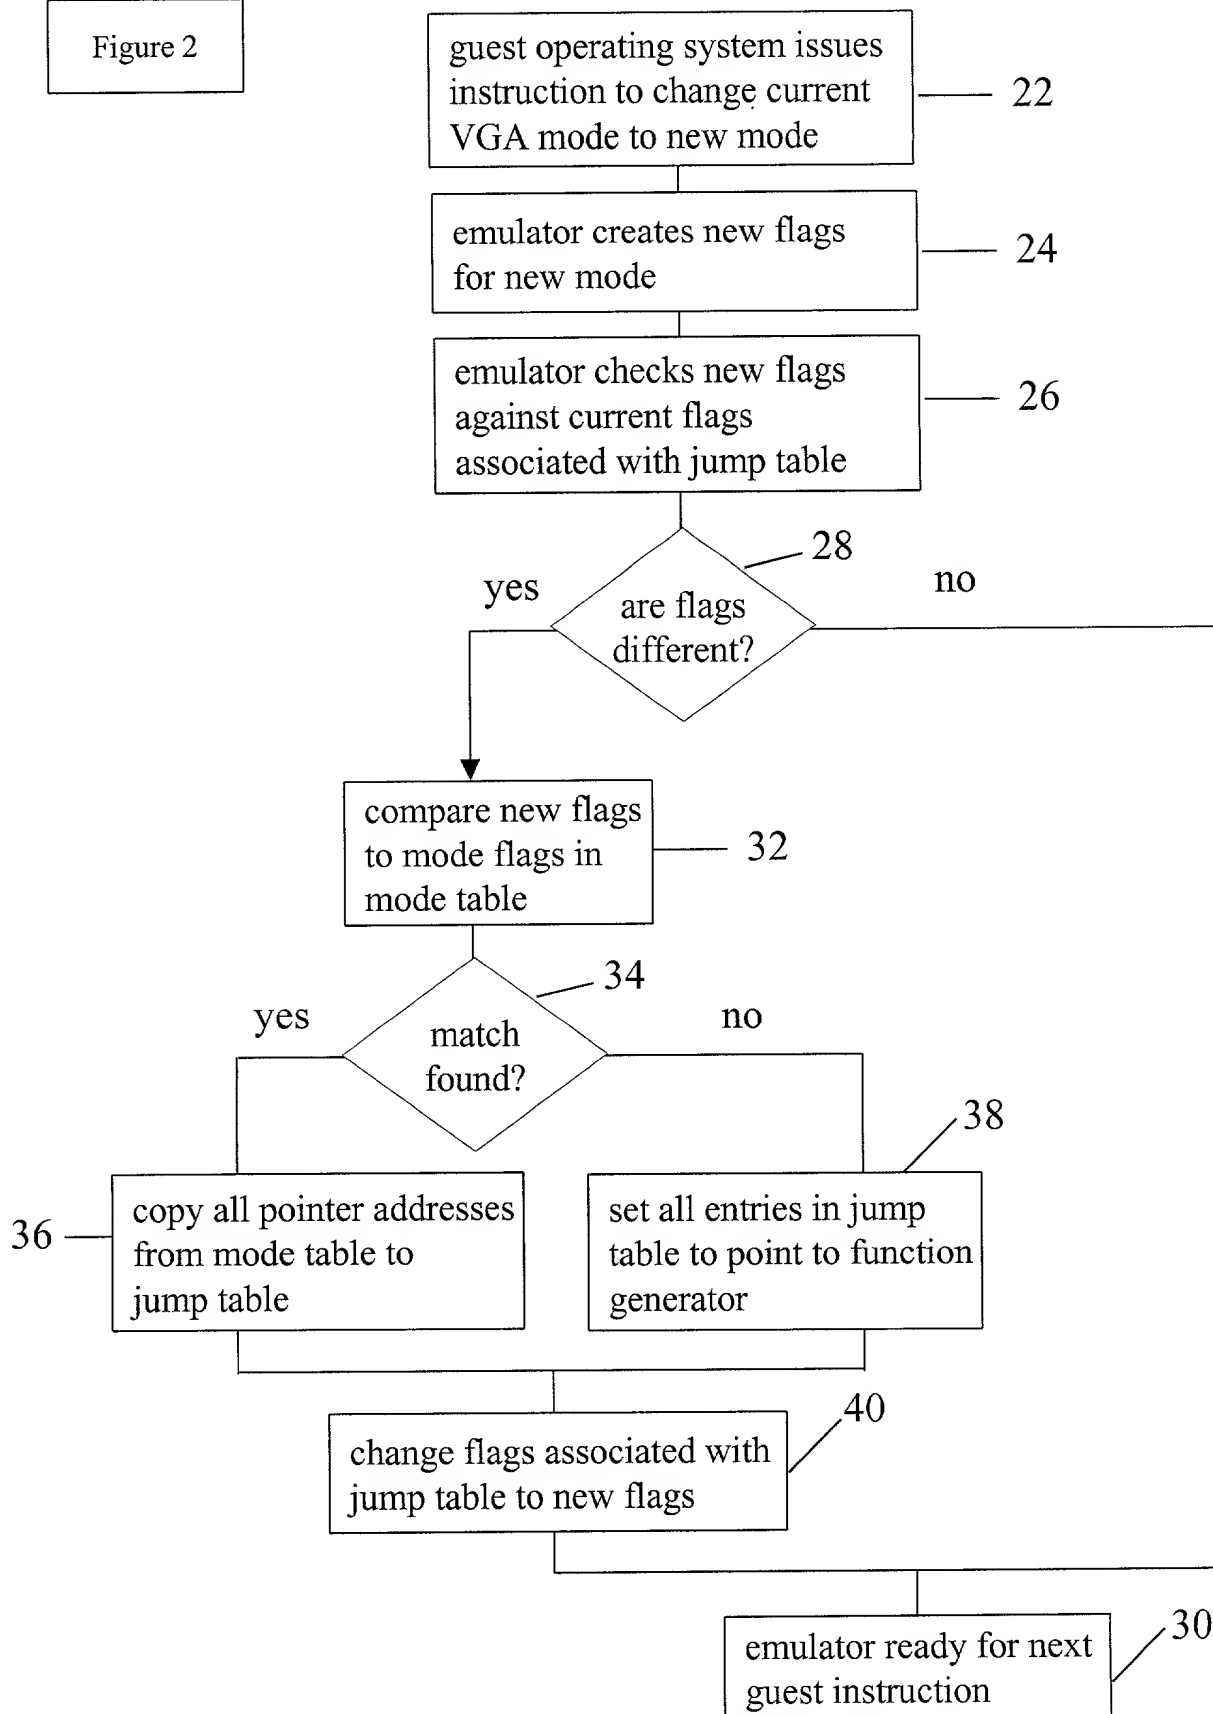 Figure 2
guest operating system issues
instruction to change current
VGA mode to new mode
22
emulator creates new flags
for new mode
24
emulator checks new flags
against current flags
associated with jump table
26
28
yes
no
are flags
different?
compare new flags
to mode flags in
mode table
32
34
yes
no
match
found?
38
36
copy all pointer addresses
from mode table to
jump table
set all entries in jump
table to point to function
generator
40
change flags associated with
jump table to new flags
30
emulator ready for next
guest instruction